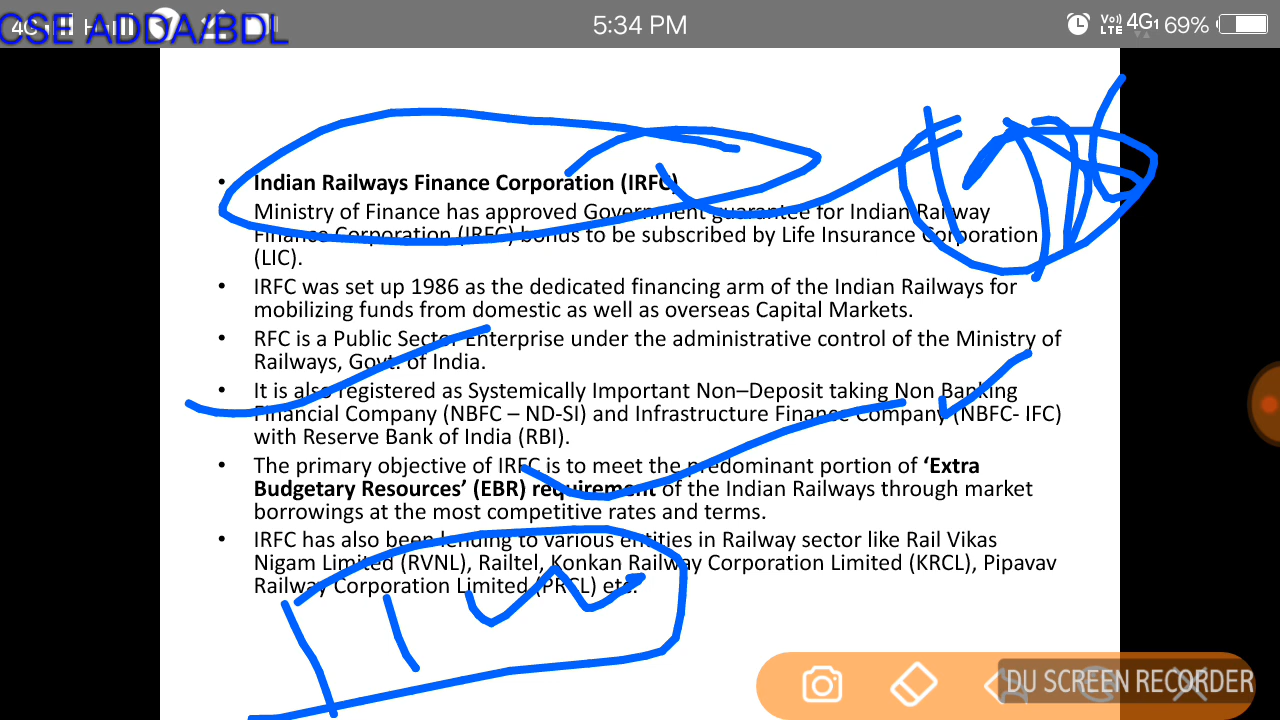 4G H 5:34 PM Vo) LTE 4G1 69%
CSE ADDA/BDL
• Indian Railways Finance Corporation (IRFC)
Ministry of Finance has approved Government guarantee for Indian Railway
Finance Corporation (IRFC) bonds to be subscribed by Life Insurance Corporation
(LIC).
• IRFC was set up 1986 as the dedicated financing arm of the Indian Railways for
mobilizing funds from domestic as well as overseas Capital Markets.
• RFC is a Public Sector Enterprise under the administrative control of the Ministry of
Railways, Govt. of India.
• It is also registered as Systemically Important Non–Deposit taking Non Banking
Financial Company (NBFC – ND-SI) and Infrastructure Finance Company (NBFC- IFC)
with Reserve Bank of India (RBI).
• The primary objective of IRFC is to meet the predominant portion of ‘Extra
Budgetary Resources’ (EBR) requirement of the Indian Railways through market
borrowings at the most competitive rates and terms.
• IRFC has also been lending to various entities in Railway sector like Rail Vikas
Nigam Limited (RVNL), Railtel, Konkan Railway Corporation Limited (KRCL), Pipavav
Railway Corporation Limited (PRCL) etc.
DU SCREEN RECORDER